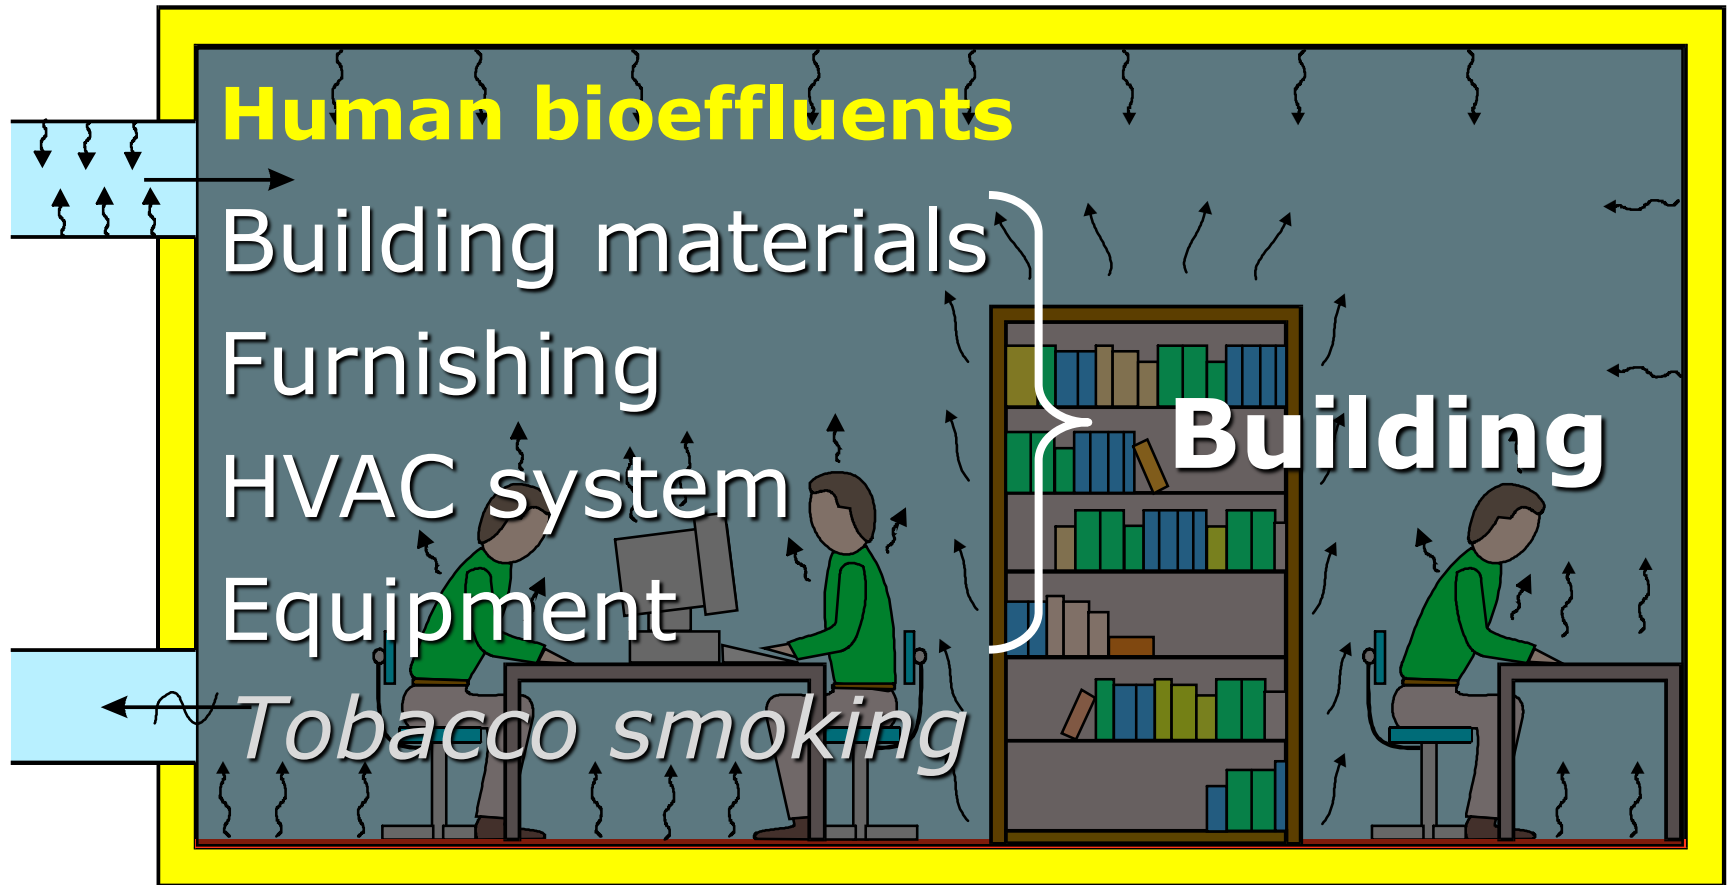 Human bioeffluents
Building materials
Furnishing
HVAC system
Equipment
Tobacco smoking
Building